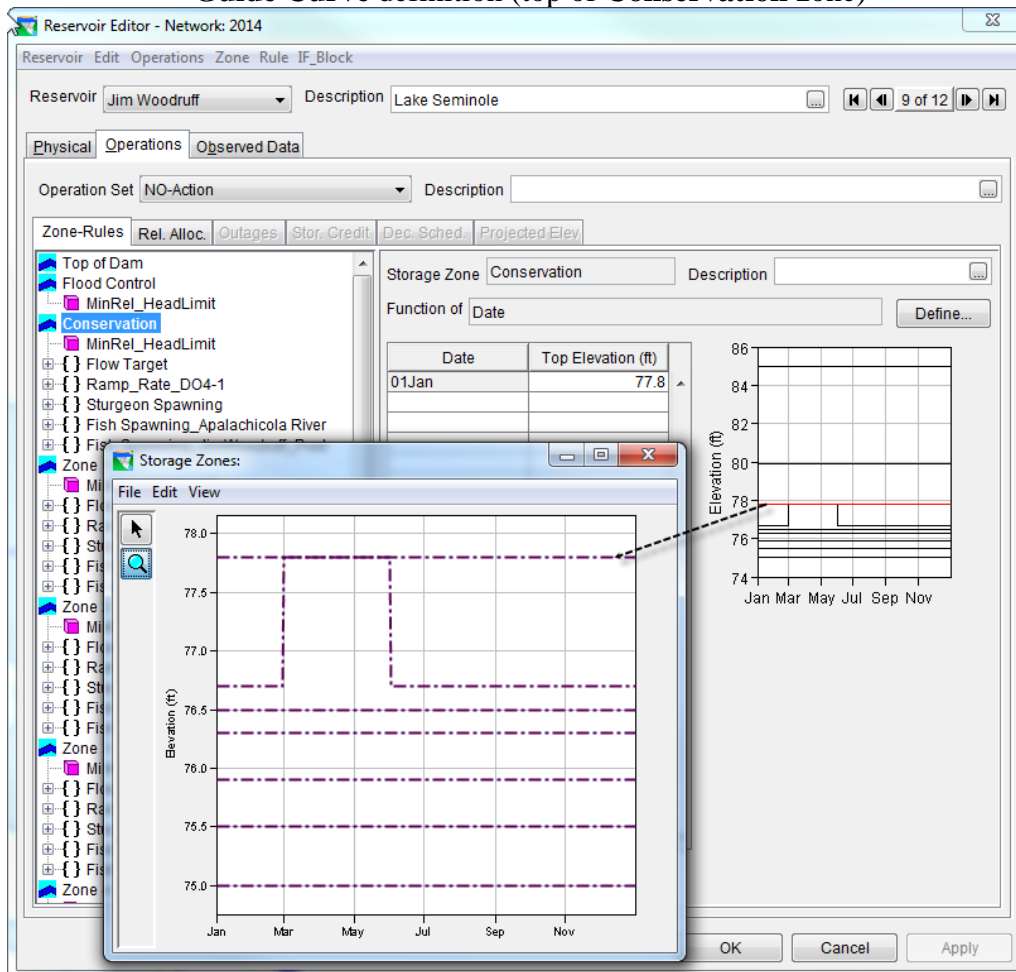 Guide Curve definition (top of Conservation zone)
Reservoir Editor - Network: 2014
Reservoir Edit Operations Zone Rule IF_Block
Reservoir Jim Woodruff Description Lake Seminole ... 9 of 12
Physical Operations Observed Data
Operation Set NO-Action Description ...
Zone-Rules Rel. Alloc. Outages Stor. Credit Dec. Sched. Projected Elev
Top of Dam
Flood Control
MinRel_HeadLimit
Conservation
MinRel_HeadLimit
{ } Flow Target
{ } Ramp_Rate_DO4-1
{ } Sturgeon Spawning
{ } Fish Spawning_Apalachicola River
Zone
Zone
Zone
Zone
Storage Zone Conservation Description ...
Function of Date Define...
Date Top Elevation (ft)
01Jan 77.8
86
84
82
80
78
76
74
Elevation (ft)
Jan Mar May Jul Sep Nov
Storage Zones:
File Edit View
78.0
77.5
77.0
76.5
76.0
75.5
75.0
Elevation (ft)
Jan Mar May Jul Sep Nov
OK Cancel Apply